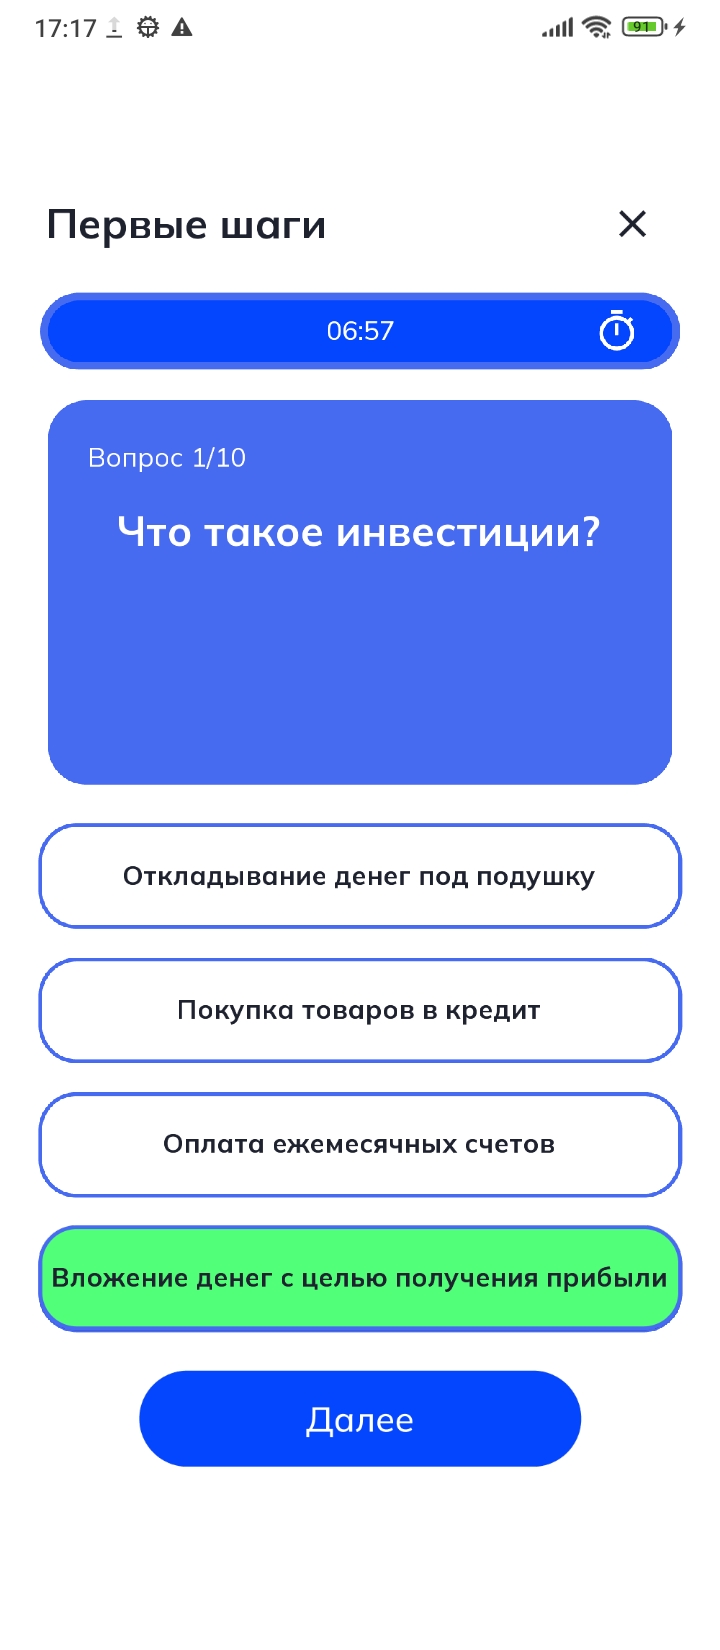 17:17
91
Первые шаги
06:57
Вопрос 1/10
Что такое инвестиции?
Откладывание денег под подушку
Покупка товаров в кредит
Оплата ежемесячных счетов
Вложение денег с целью получения прибыли
Далее